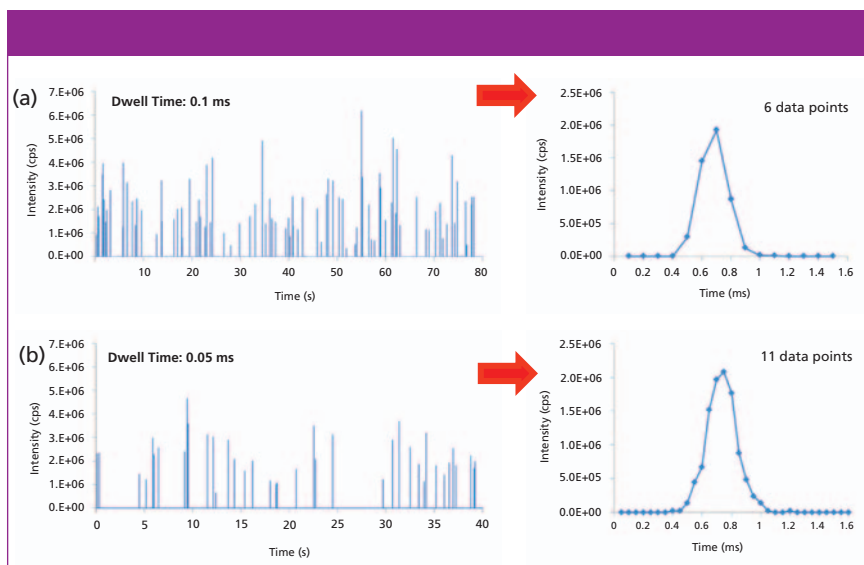 (a)
Dwell Time: 0.1 ms
Intensity (cps)
7.E+06
6.E+06
5.E+06
4.E+06
3.E+06
2.E+06
1.E+06
0.E+00
10 20 30 40 50 60 70 80
Time (s)
6 data points
Intensity (cps)
2.5E+06
2.0E+06
1.5E+06
1.0E+06
5.0E+05
0.0E+00
0 0.2 0.4 0.6 0.8 1 1.2 1.4 1.6
Time (ms)
(b)
Dwell Time: 0.05 ms
Intensity (cps)
7.E+06
6.E+06
5.E+06
4.E+06
3.E+06
2.E+06
1.E+06
0.E+00
0 5 10 15 20 25 30 35 40
Time (s)
11 data points
Intensity (cps)
2.5E+06
2.0E+06
1.5E+06
1.0E+06
5.0E+05
0.0E+00
0 0.2 0.4 0.6 0.8 1 1.2 1.4 1.6
Time (ms)